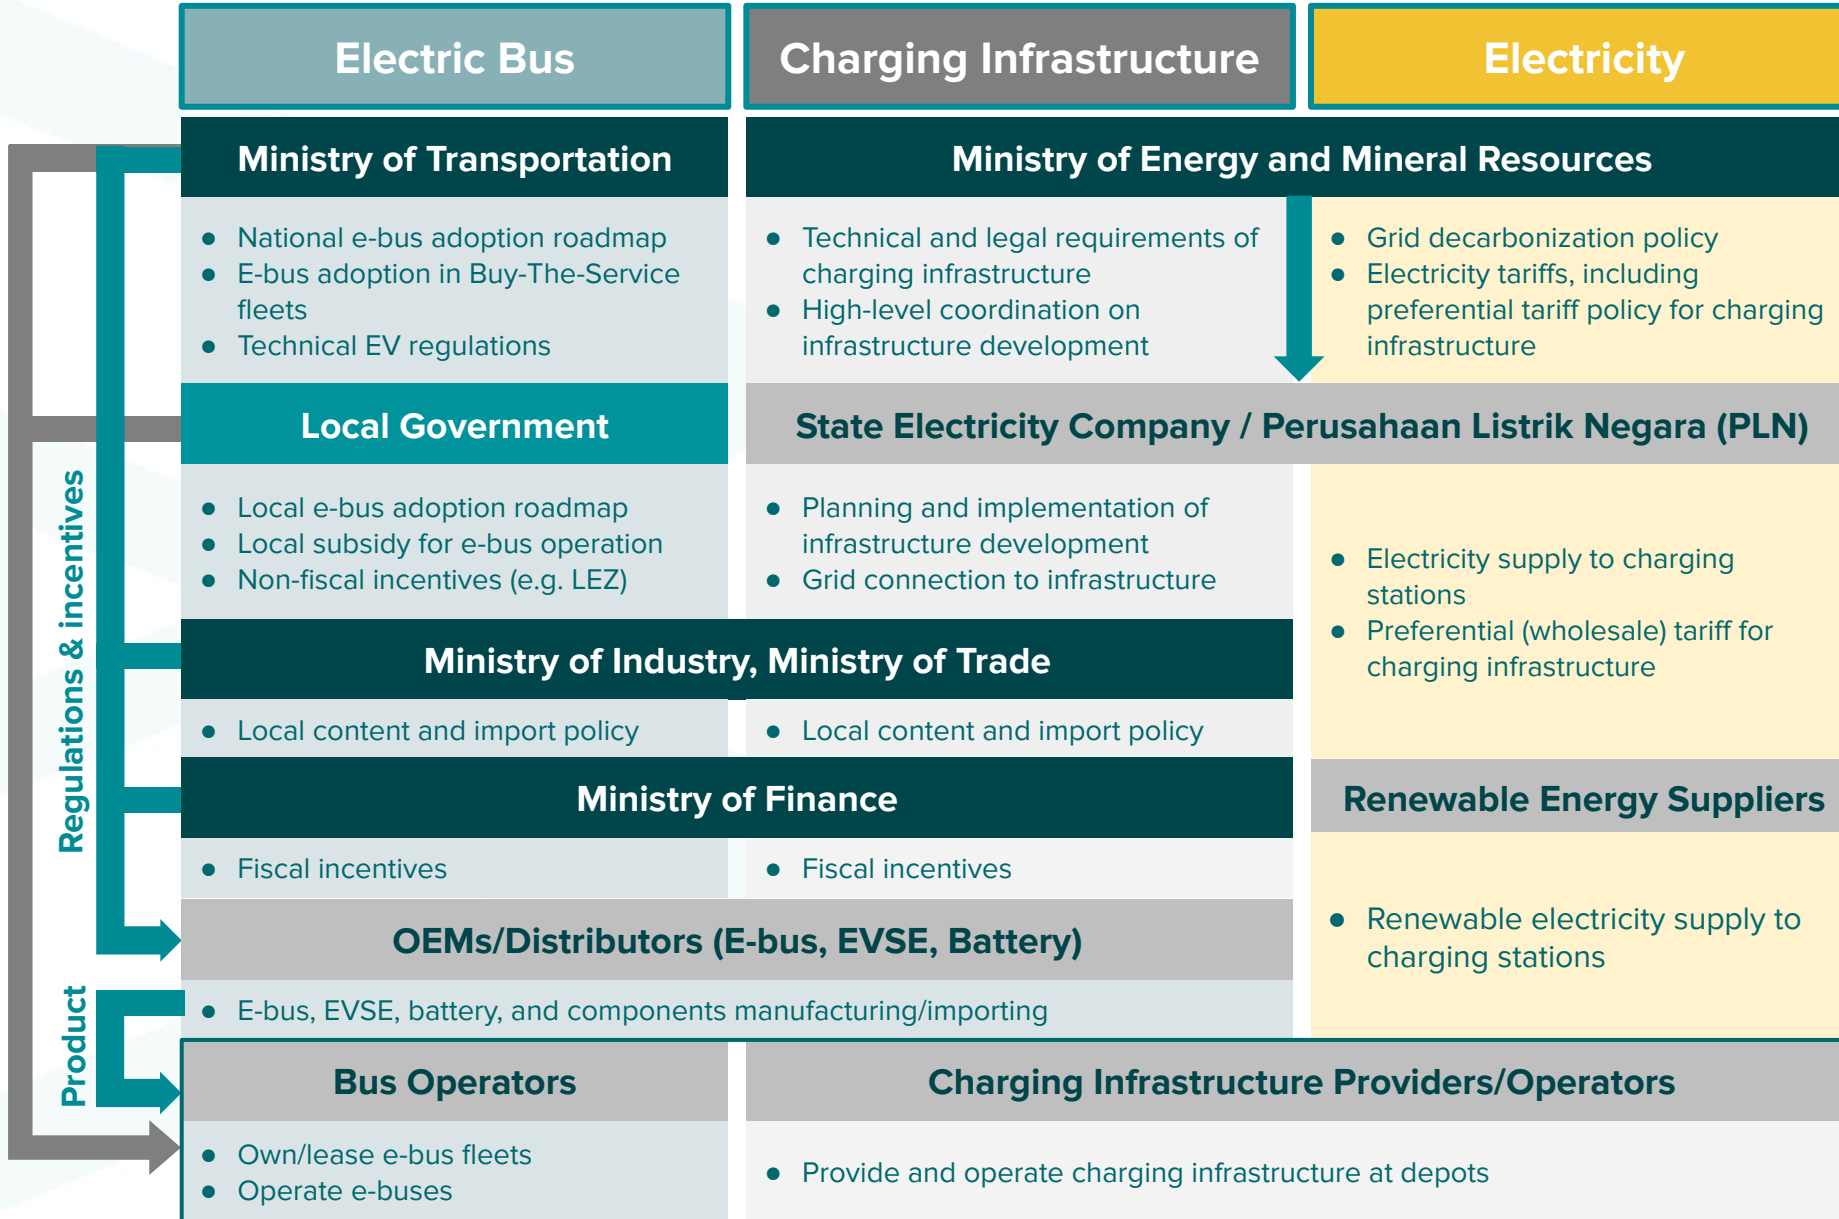 Electric Bus
Charging Infrastructure
Electricity
Ministry of Transportation
Ministry of Energy and Mineral Resources
● National e-bus adoption roadmap
● E-bus adoption in Buy-The-Service
fleets
● Technical EV regulations
● Technical and legal requirements of
charging infrastructure
● High-level coordination on
infrastructure development
● Grid decarbonization policy
● Electricity tariffs, including
preferential tariff policy for charging
infrastructure
Local Government
State Electricity Company / Perusahaan Listrik Negara (PLN)
● Local e-bus adoption roadmap
● Local subsidy for e-bus operation
● Non-fiscal incentives (e.g. LEZ)
● Planning and implementation of
infrastructure development
● Grid connection to infrastructure
● Electricity supply to charging
stations
● Preferential (wholesale) tariff for
charging infrastructure
Regulations & incentives
Ministry of Industry, Ministry of Trade
● Local content and import policy
● Local content and import policy
Ministry of Finance
Renewable Energy Suppliers
● Fiscal incentives
● Fiscal incentives
● Renewable electricity supply to
charging stations
OEMs/Distributors (E-bus, EVSE, Battery)
● E-bus, EVSE, battery, and components manufacturing/importing
Product
Bus Operators
Charging Infrastructure Providers/Operators
● Own/lease e-bus fleets
● Operate e-buses
● Provide and operate charging infrastructure at depots